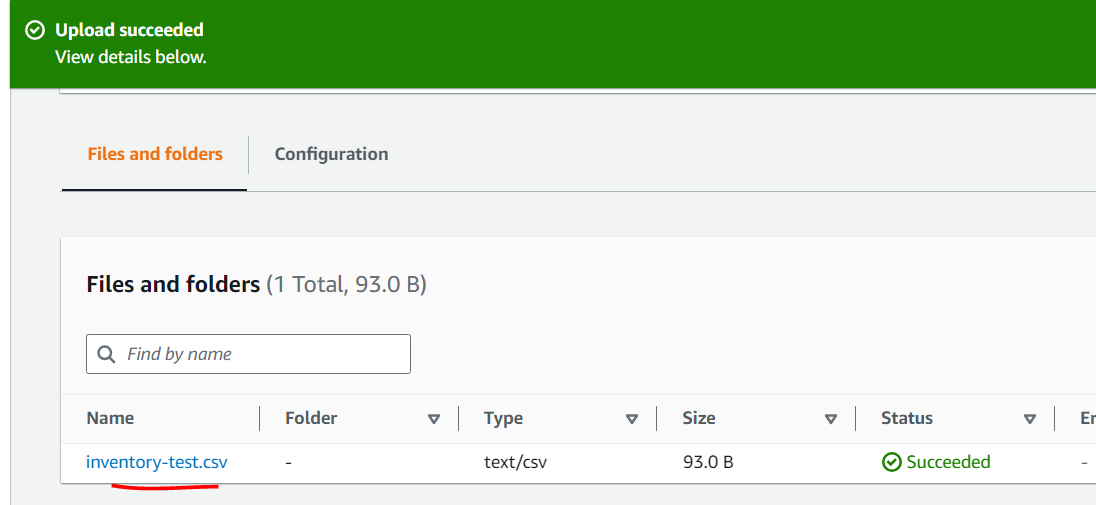 Upload succeeded
View details below.
Files and folders Configuration
Files and folders (1 Total, 93.0 B)
Find by name
Name Folder Type Size Status
inventory-test.csv - text/csv 93.0 B Succeeded -